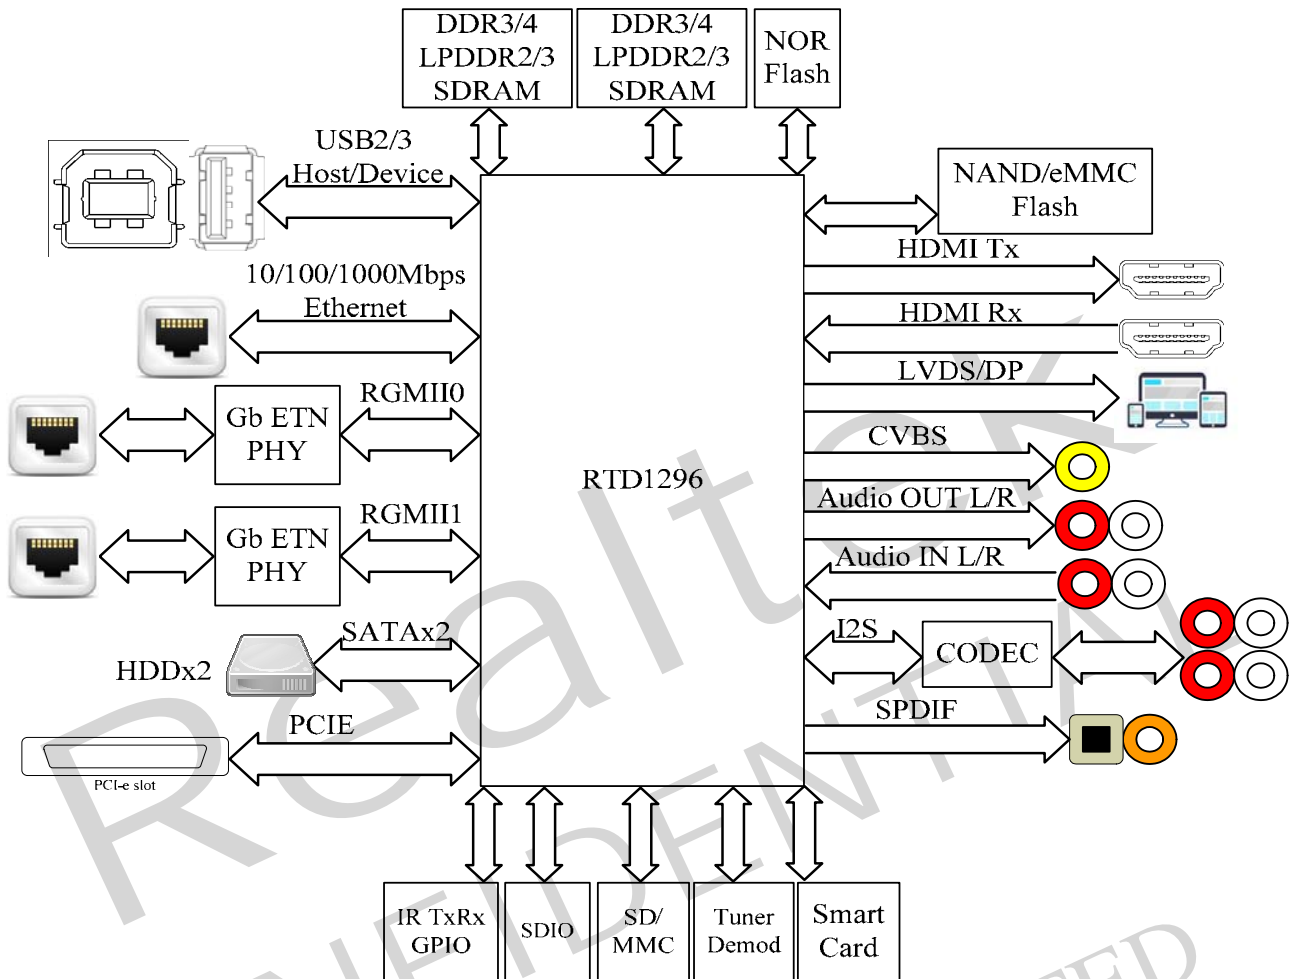 DDR3/4
LPDDR2/3
SDRAM
DDR3/4
LPDDR2/3
SDRAM
NOR
Flash
USB2/3
Host/Device
NAND/eMMC
Flash
HDMI Tx
10/100/1000Mbps
Ethernet
HDMI Rx
LVDS/DP
RGMII0
Gb ETN
PHY
CVBS
RTD1296
Audio OUT L/R
RGMII1
Gb ETN
PHY
Audio IN L/R
I2S
CODEC
SATAx2
HDDx2
SPDIF
PCIE
PCI-e slot
IR TxRx
GPIO
SDIO
SD/
MMC
Tuner
Demod
Smart
Card
Realtek